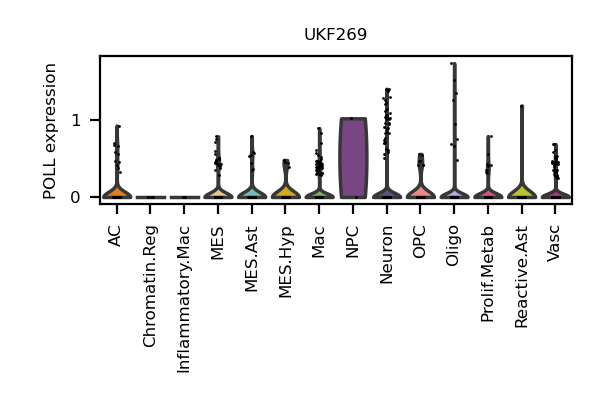 UKF269
POLL expression
1
0
AC
Chromatin.Reg
Inflammatory.Mac
MES
MES.Ast
MES.Hyp
Mac
NPC
Neuron
OPC
Oligo
Prolif.Metab
Reactive.Ast
Vasc